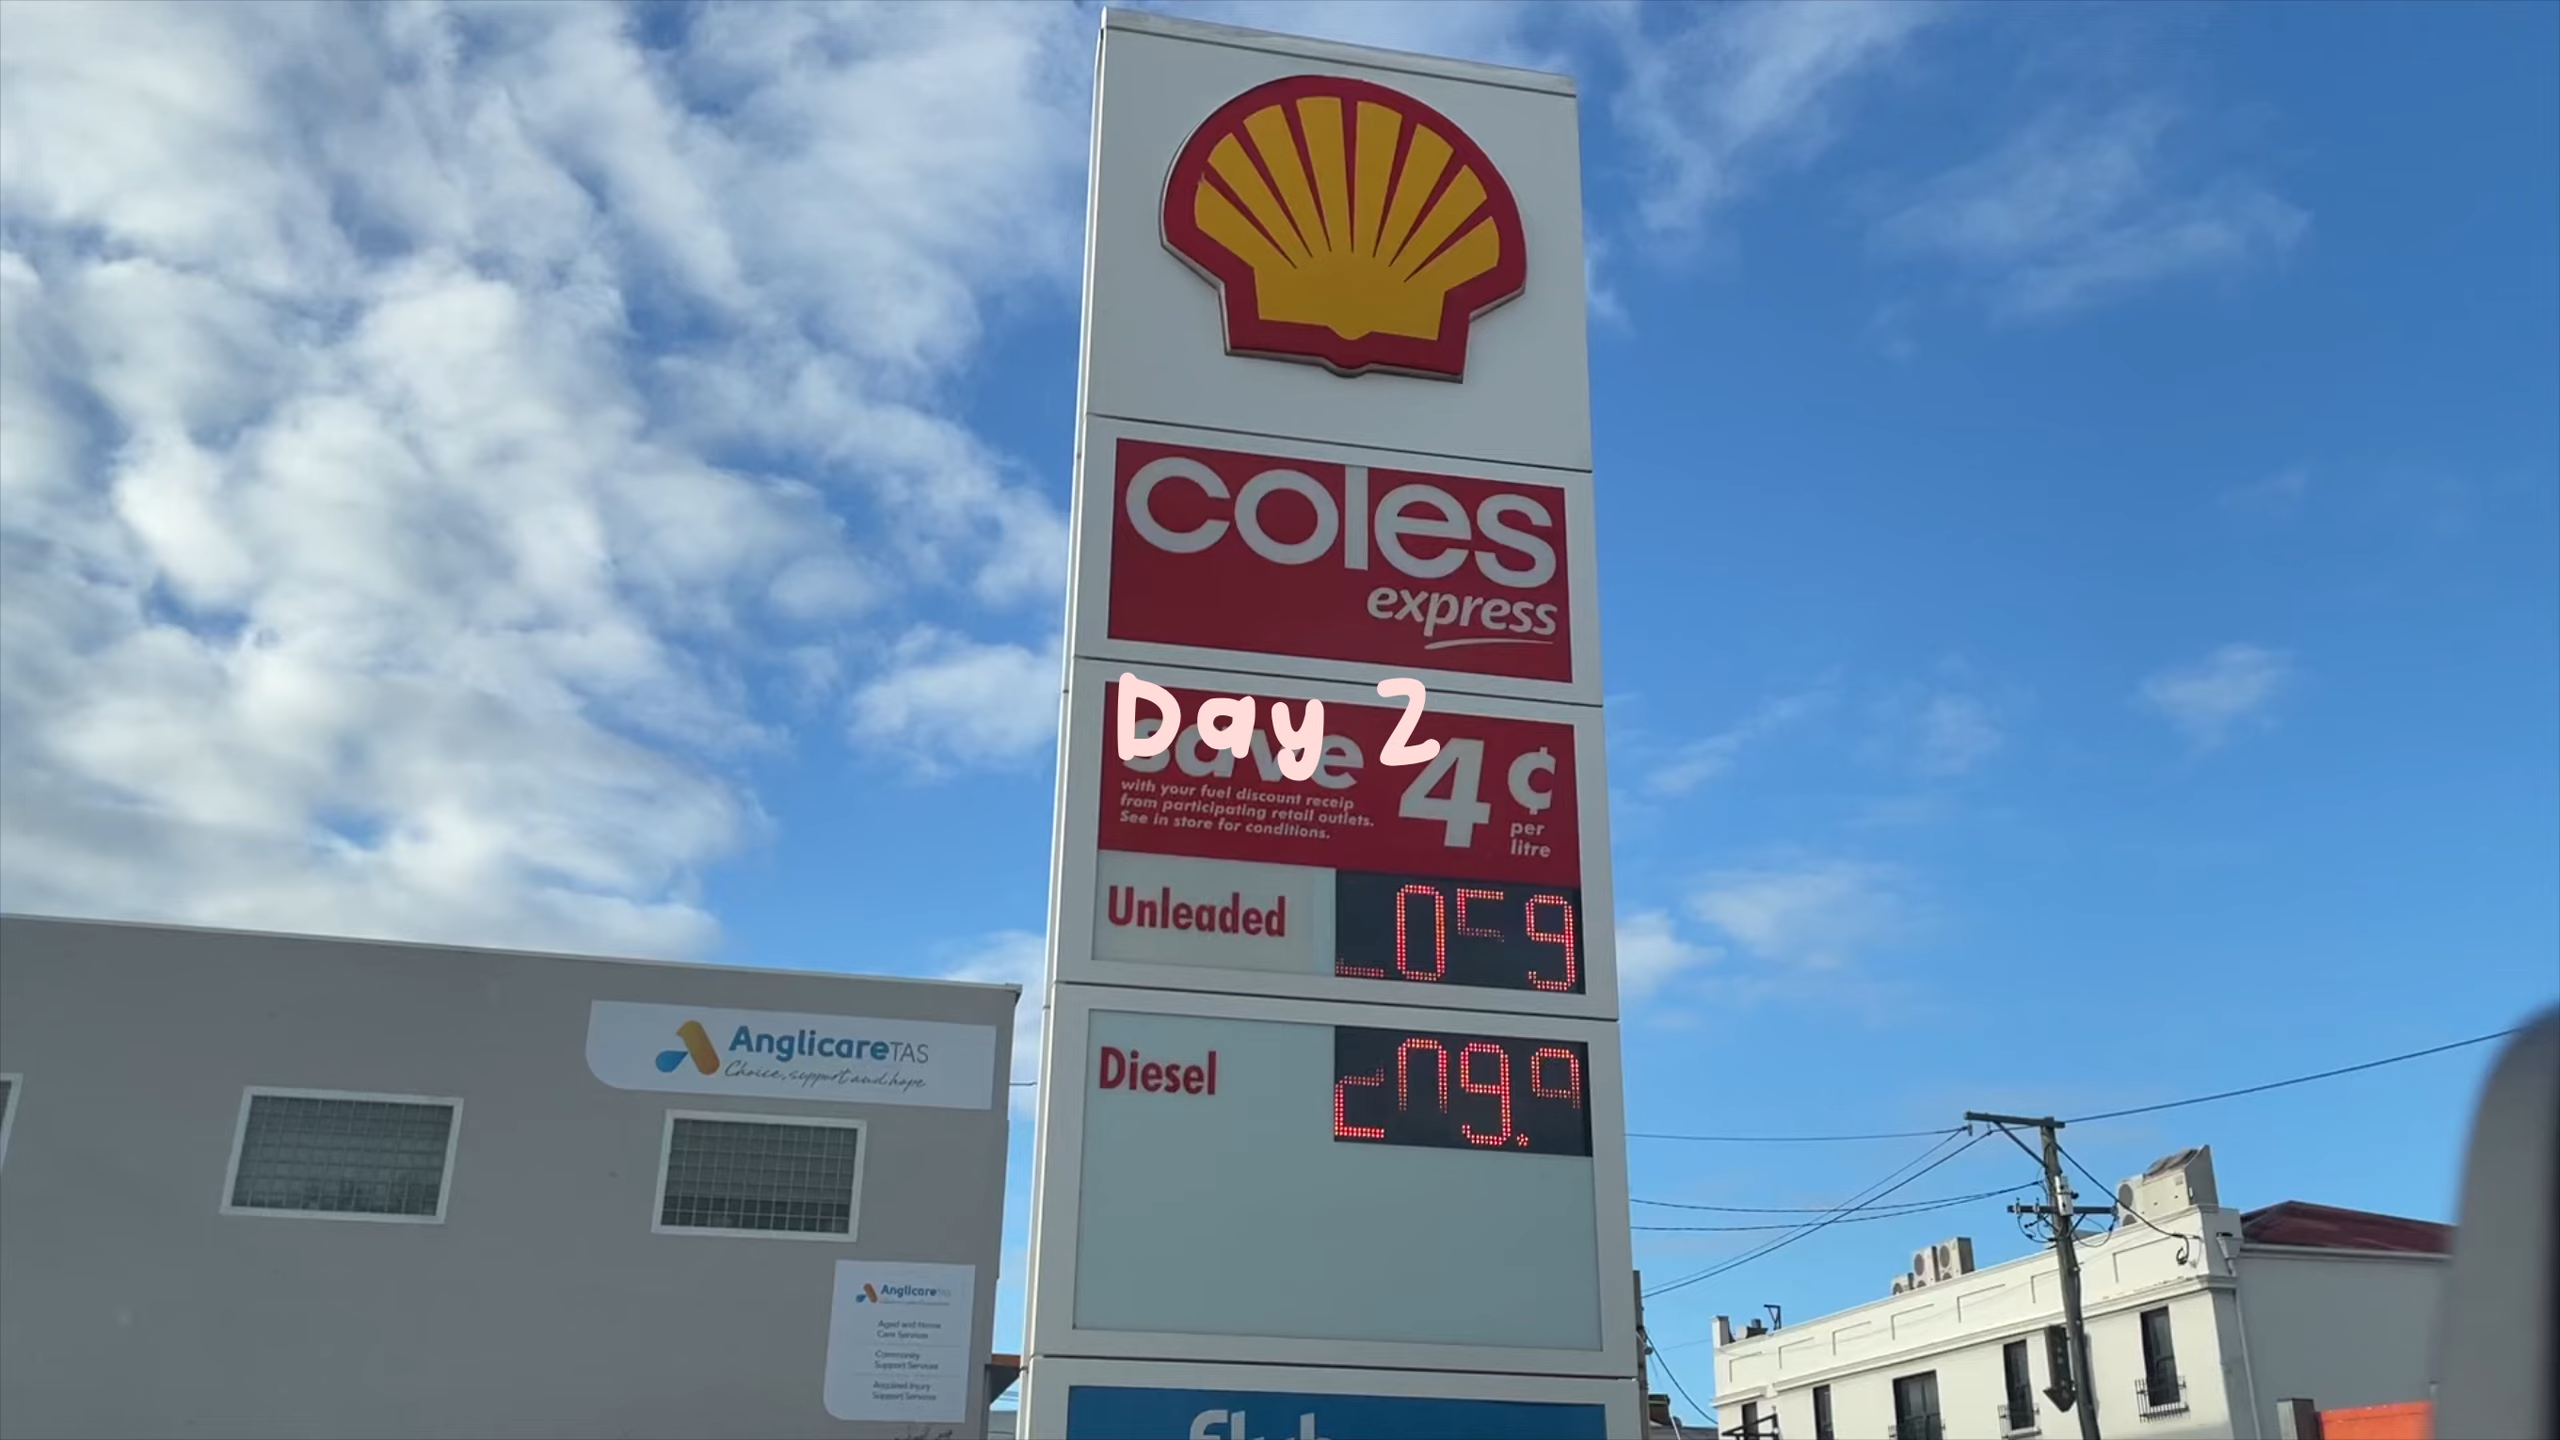 coles
express
Day 2
save 4 ¢
with your fuel discount receip
from participating retail outlets.
See in store for conditions.
per
litre
Unleaded
Diesel
AnglicareTAS
Choice, support and hope
AnglicareTAS
Aged and Home
Care Services
Community
Support Services
Acquired Injury
Support Services